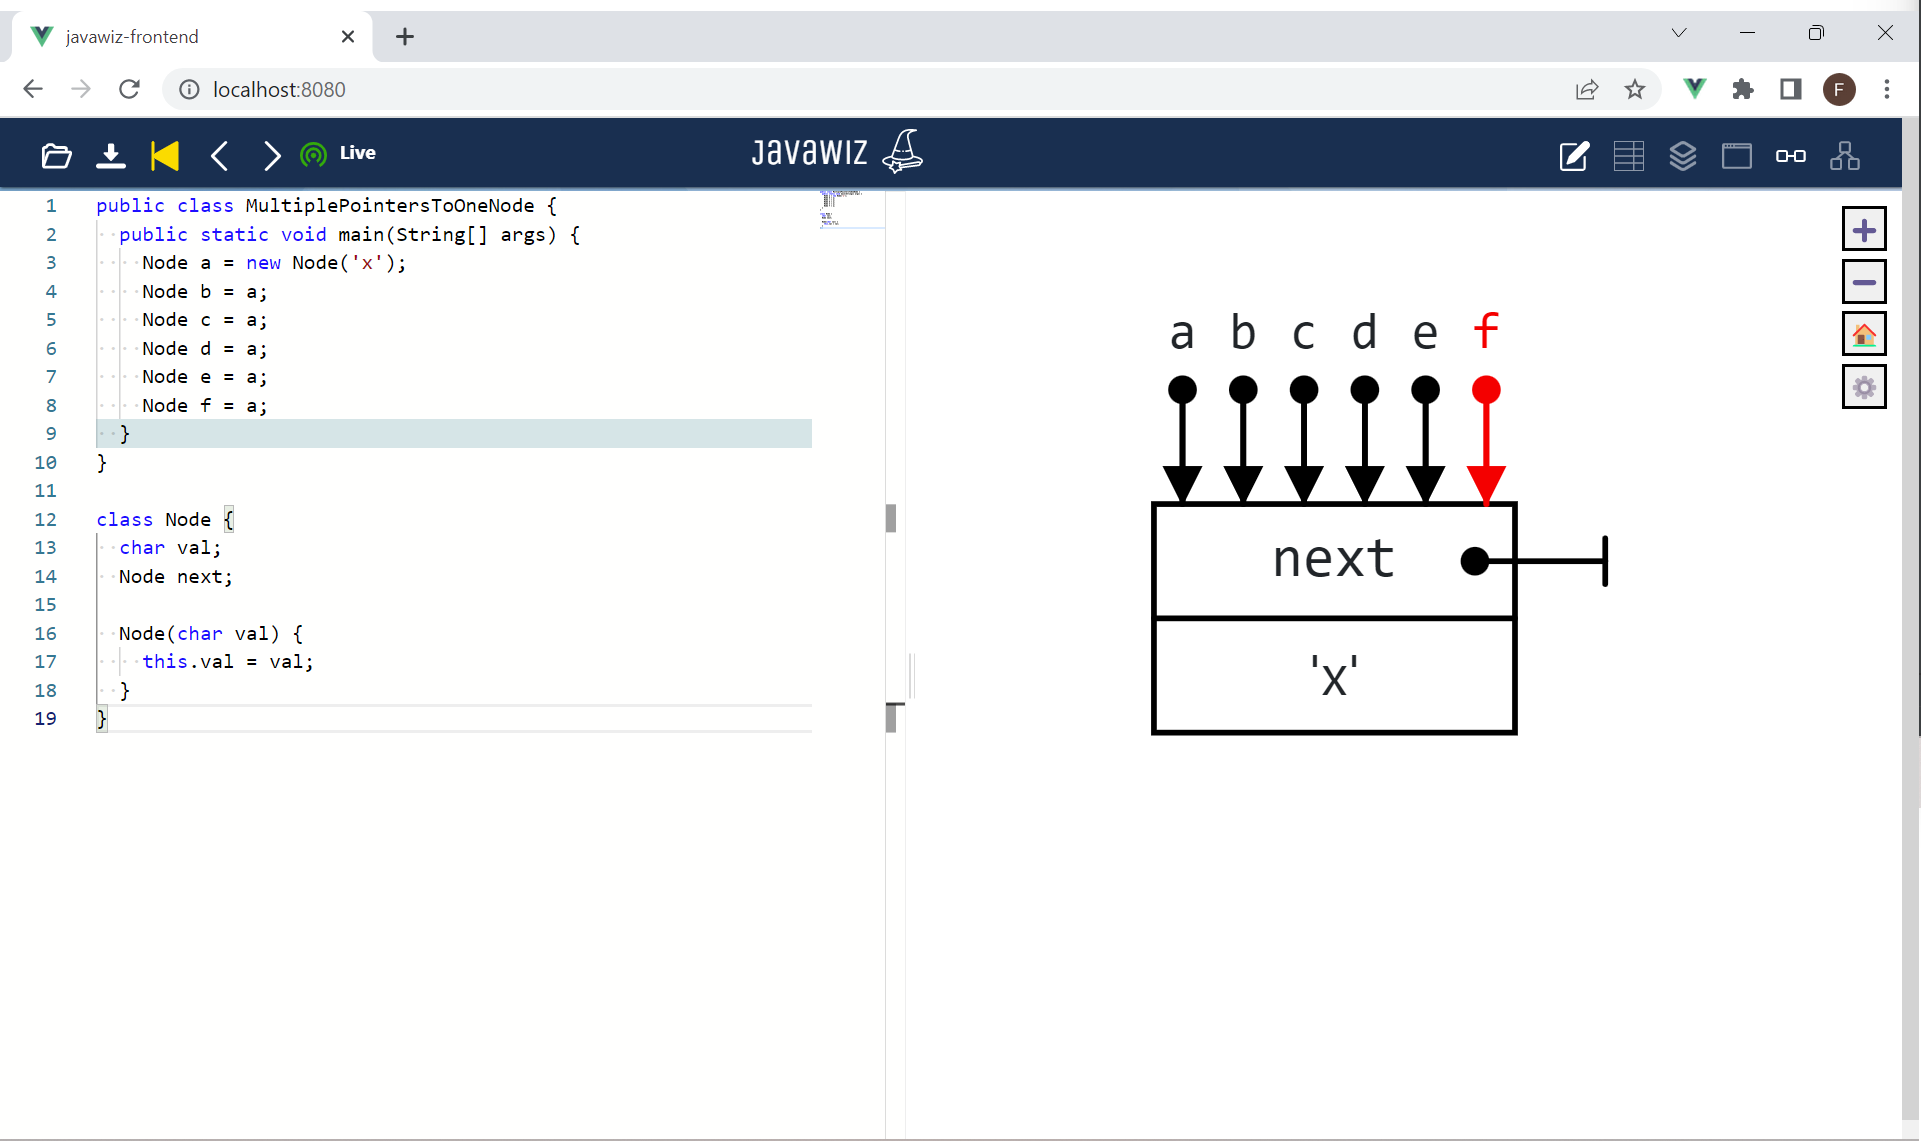 javawiz-frontend
localhost:8080
F
Live
JavaWIZ
1 public class MultiplePointersToOneNode {
2 public static void main(String[] args) {
3 Node a = new Node('x');
4 Node b = a;
5 Node c = a;
6 Node d = a;
7 Node e = a;
8 Node f = a;
9 }
10 }
11
12 class Node {
13 char val;
14 Node next;
15
16 Node(char val) {
17 this.val = val;
18 }
19 }
a b c d e f
next
'x'